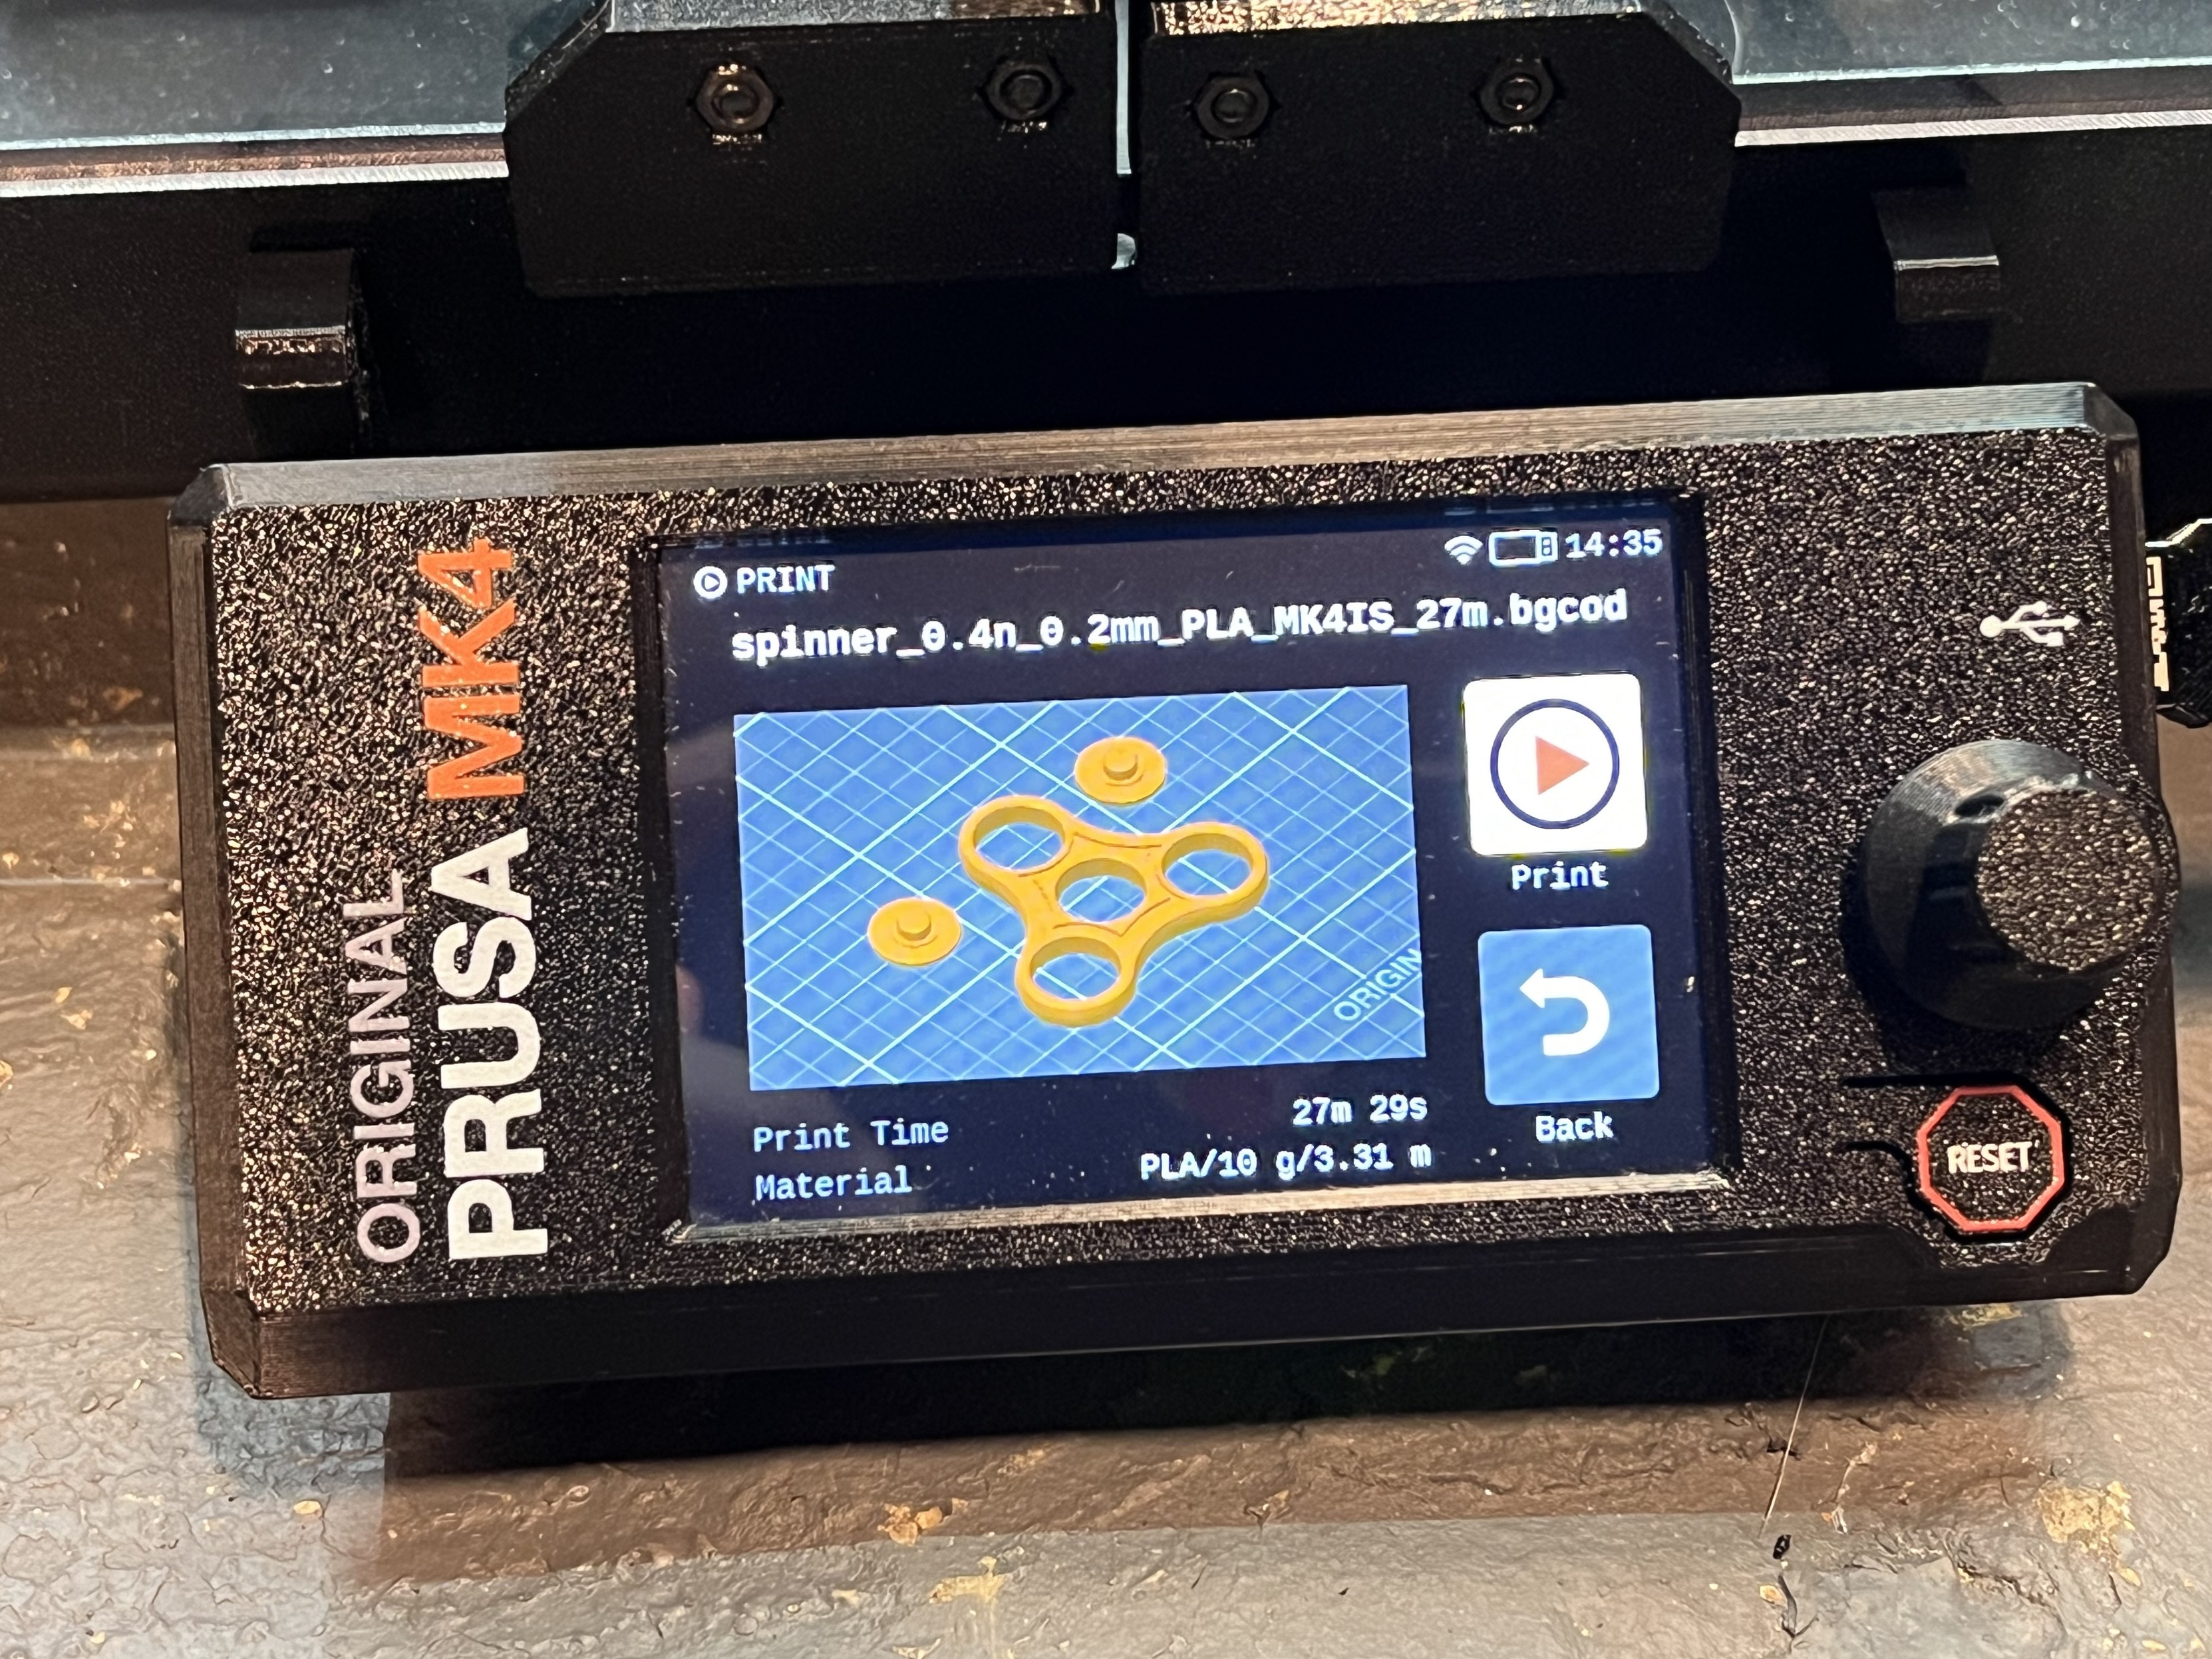 ORIGINAL
PRUSA MK4
PRINT
14:35
spinner_0.4n_0.2mm_PLA_MK4IS_27m.bgcod
ORIGIN
Print
Back
Print Time 27m 29s
Material PLA/10 g/3.31 m
RESET